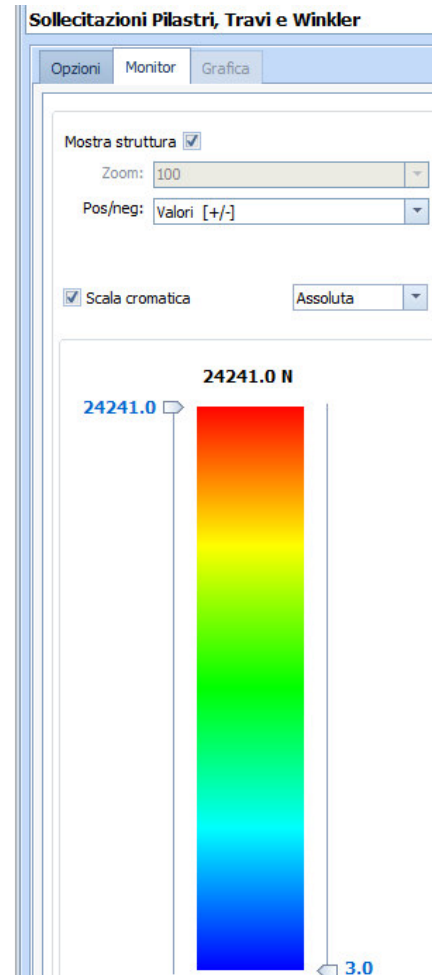 Sollecitazioni Pilastri, Travi e Winkler
Opzioni Monitor Grafica
Mostra struttura
Zoom: 100
Pos/neg: Valori [+/-]
Scala cromatica Assoluta
24241.0 N
24241.0
3.0